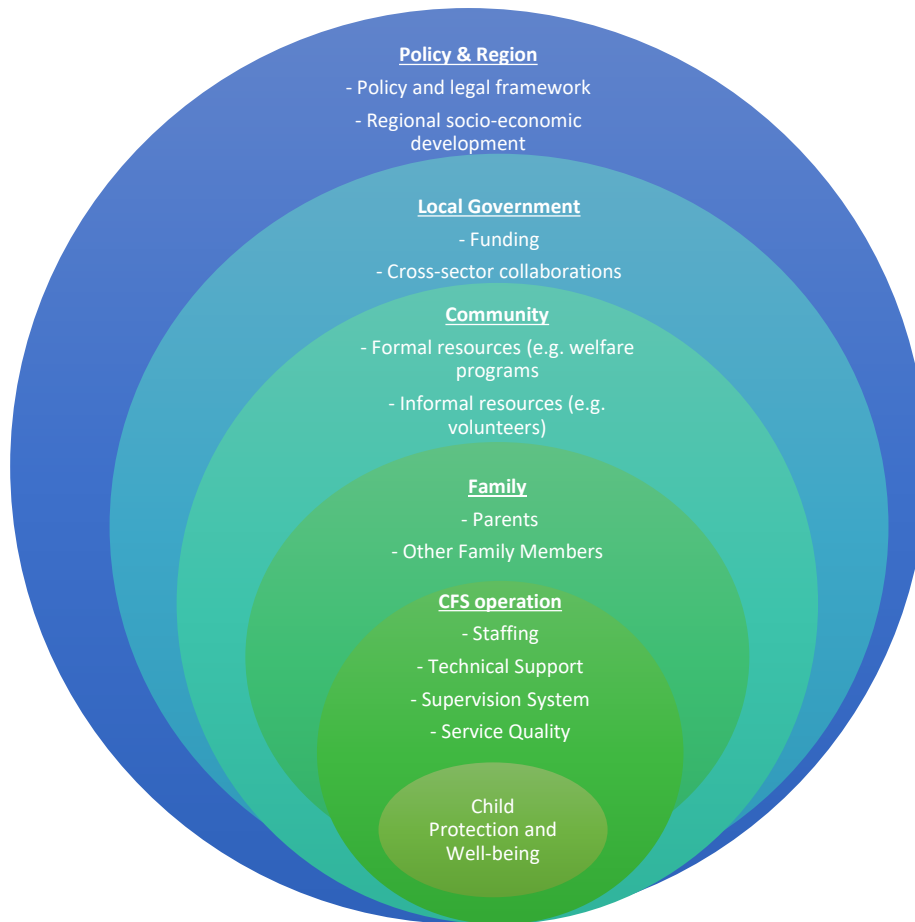 Policy & Region
- Policy and legal framework
- Regional socio-economic
development
Local Government
- Funding
- Cross-sector collaborations
Community
- Formal resources (e.g. welfare
programs
- Informal resources (e.g.
volunteers)
Family
- Parents
- Other Family Members
CFS operation
- Staffing
- Technical Support
- Supervision System
- Service Quality
Child
Protection and
Well-being